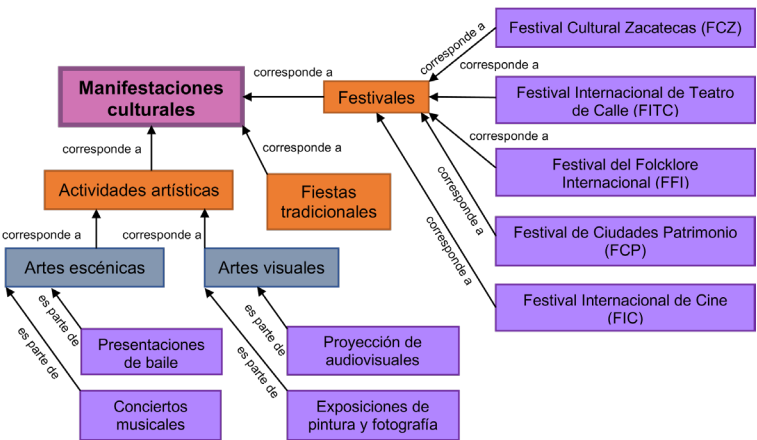 Festival Cultural Zacatecas (FCZ)
corresponde a
corresponde a
corresponde a
Manifestaciones
culturales
Festivales
Festival Internacional de Teatro
de Calle (FITC)
corresponde a
corresponde a
corresponde a
Festival del Folcklore
Internacional (FFI)
Actividades artísticas
Fiestas
tradicionales
corresponde a
corresponde a
corresponde a
corresponde a
Festival de Ciudades Patrimonio
(FCP)
Artes escénicas
Artes visuales
Festival Internacional de Cine
(FIC)
es parte de
es parte de
es parte de
es parte de
Presentaciones
de baile
Proyección de
audiovisuales
Conciertos
musicales
Exposiciones de
pintura y fotografía